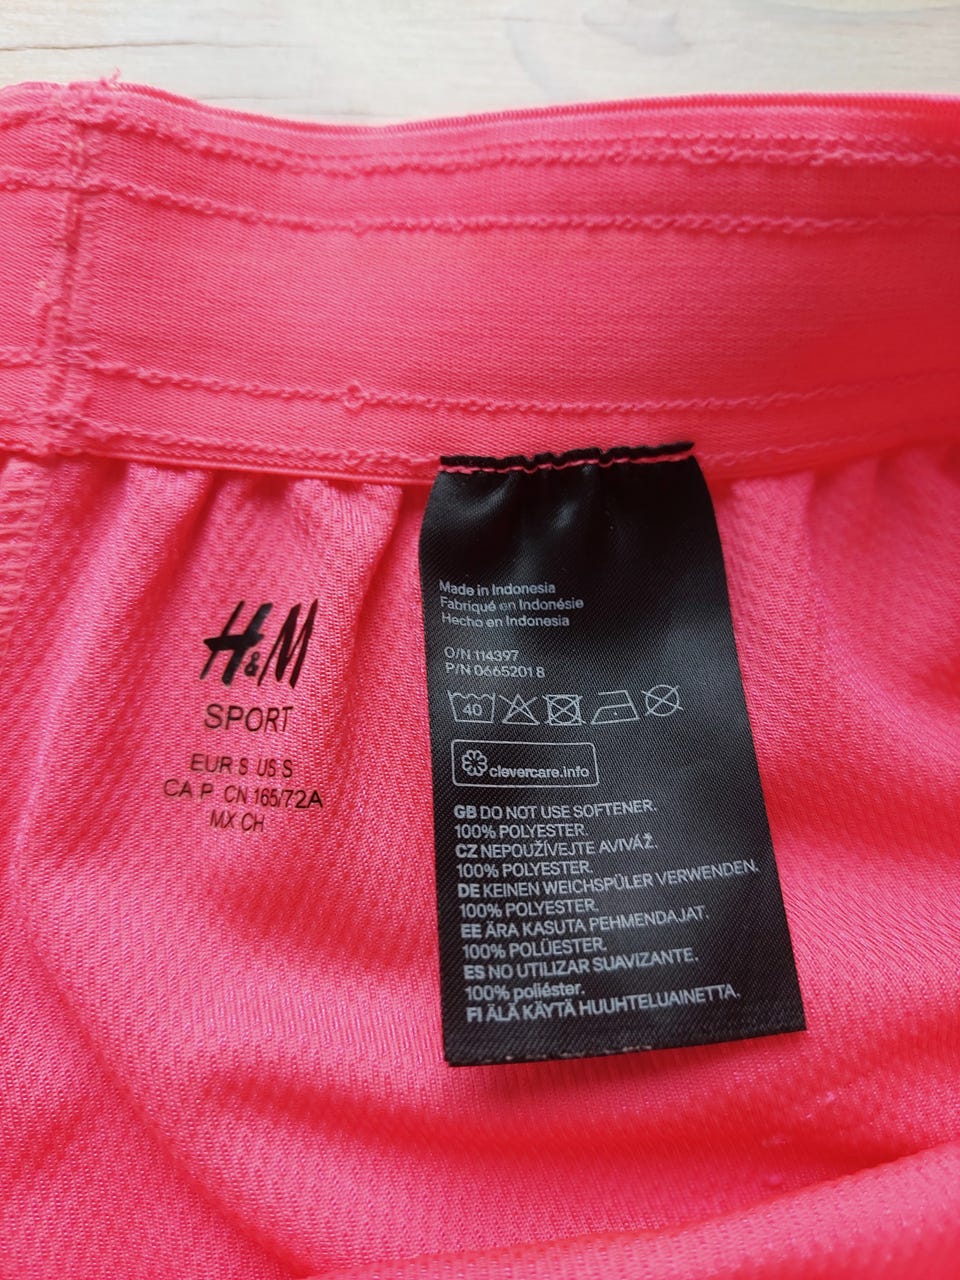 H&M
SPORT
EUR S US S
CA P CN 165/72A
MX CH
Made in Indonesia
Fabriqué en Indonésie
Hecho en Indonesia
O/N 114397
P/N 0665201 8
40
clevercare.info
GB DO NOT USE SOFTENER.
100% POLYESTER.
CZ NEPOUŽÍVEJTE AVIVÁŽ.
100% POLYESTER.
DE KEINEN WEICHSPÜLER VERWENDEN.
100% POLYESTER.
EE ÄRA KASUTA PEHMENDAJAT.
100% POLÜESTER.
ES NO UTILIZAR SUAVIZANTE.
100% poliéster.
FI ÄLÄ KÄYTÄ HUUHTELUAINETTA.